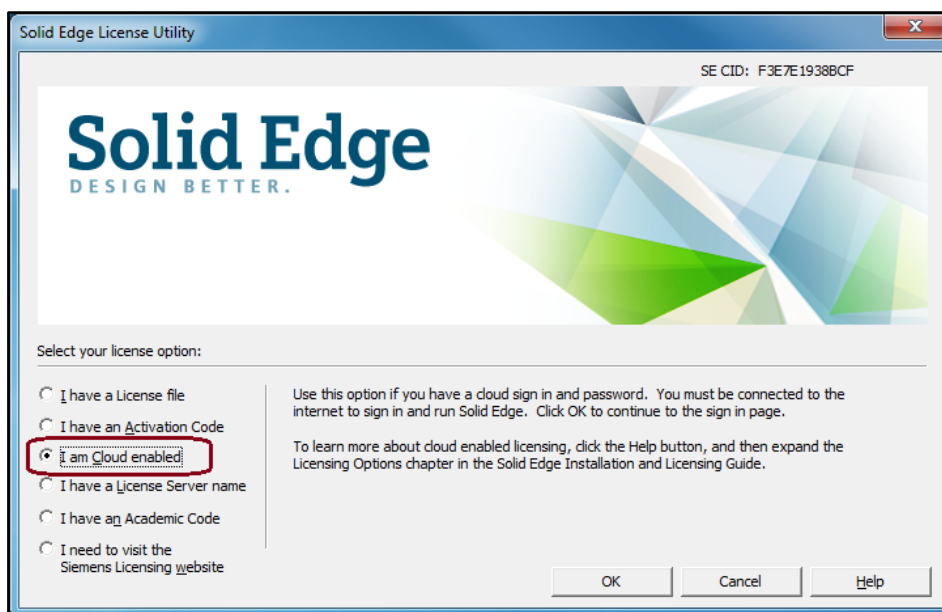 Solid Edge License Utility
SE CID: F3E7E1938BCF
Solid Edge
DESIGN BETTER.
Select your license option:
I have a License file
I have an Activation Code
I am Cloud enabled
I have a License Server name
I have an Academic Code
I need to visit the
Siemens Licensing website
Use this option if you have a cloud sign in and password. You must be connected to the
internet to sign in and run Solid Edge. Click OK to continue to the sign in page.
To learn more about cloud enabled licensing, click the Help button, and then expand the
Licensing Options chapter in the Solid Edge Installation and Licensing Guide.
OK
Cancel
Help